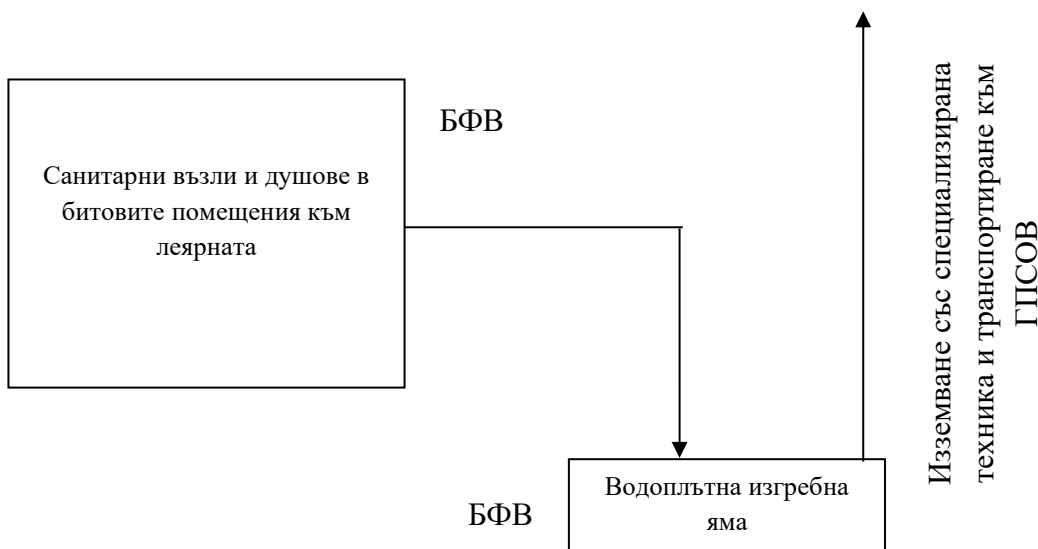 БФВ
Санитарни възли и душове в
битовите помещения към
леярната
Изземване със специализирана
техника и транспортиране към
ГПСОВ
Водоплътна изгребна
яма
БФВ